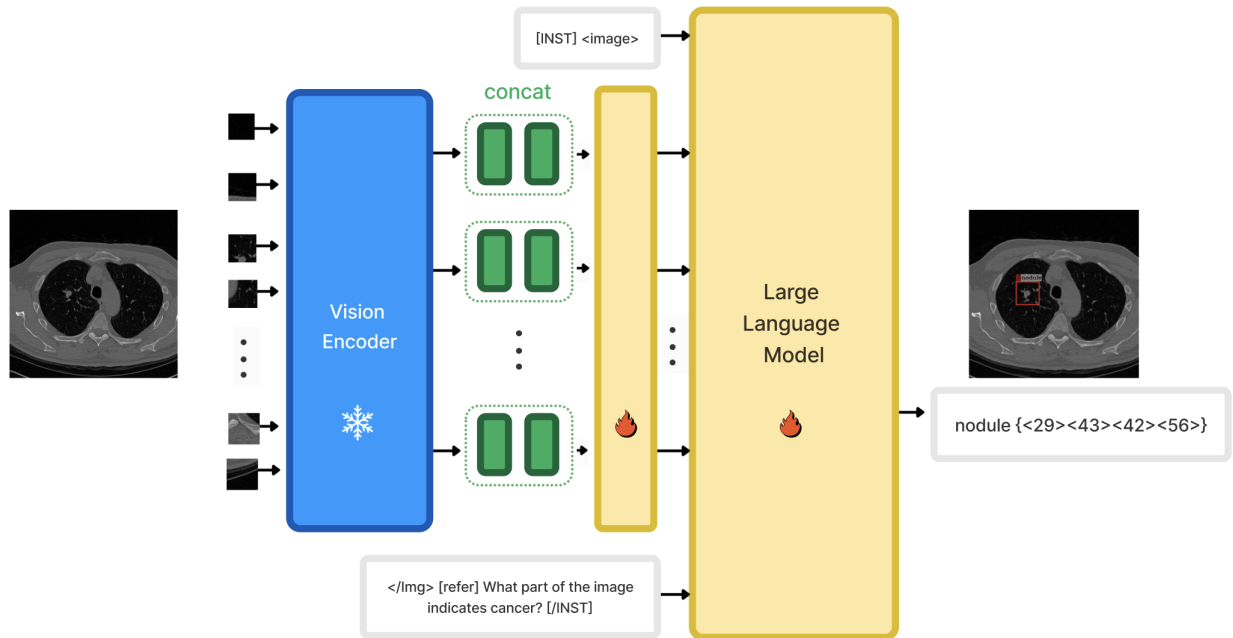 [INST] <image>
concat
Vision
Encoder
Large
Language
Model
nodule
nodule {<29><43><42><56>}
</Img> [refer] What part of the image
indicates cancer? [/INST]